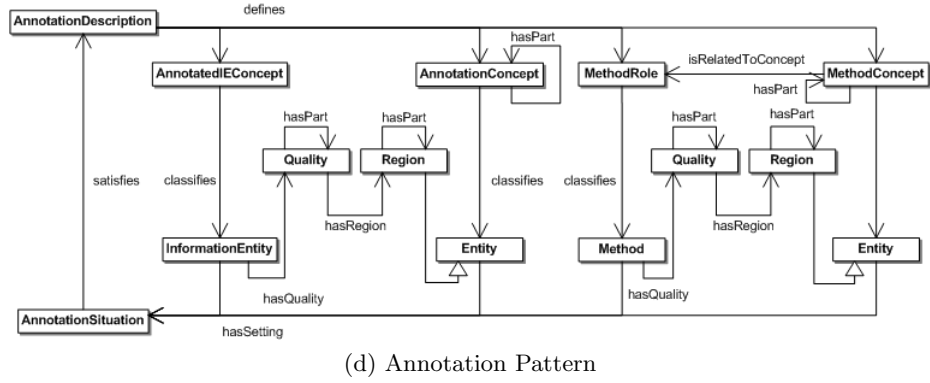 defines
AnnotationDescription
hasPart
AnnotatedIEConcept AnnotationConcept MethodRole isRelatedToConcept MethodConcept
hasPart
hasPart hasPart hasPart hasPart
Quality Region Quality Region
satisfies classifies classifies classifies
hasRegion hasRegion
InformationEntity Entity Method Entity
hasQuality hasQuality
AnnotationSituation
hasSetting
(d) Annotation Pattern